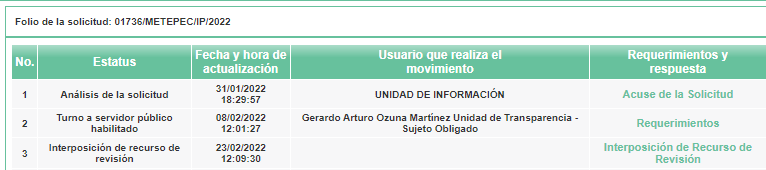 Folio de la solicitud: 01736/METEPEC/IP/2022
No. Estatus Fecha y hora de actualización Usuario que realiza el movimiento Requerimientos y respuesta
1 Análisis de la solicitud 31/01/2022 18:29:57 UNIDAD DE INFORMACIÓN Acuse de la Solicitud
2 Turno a servidor público habilitado 08/02/2022 12:01:27 Gerardo Arturo Ozuna Martínez Unidad de Transparencia - Sujeto Obligado Requerimientos
3 Interposición de recurso de revisión 23/02/2022 12:09:30 Interposición de Recurso de Revisión